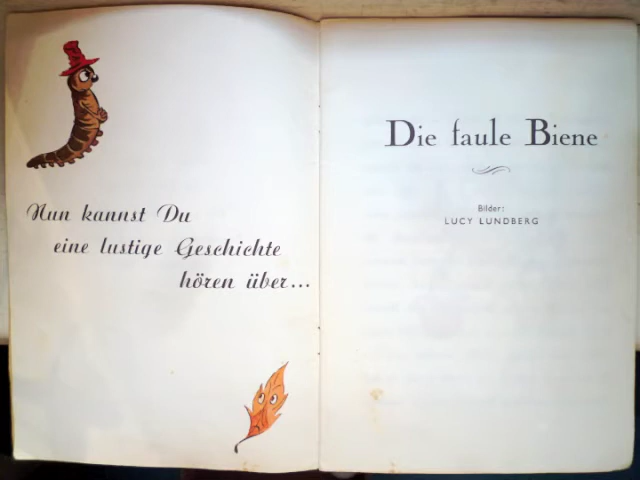 Nun kannst Du
eine lustige Geschichte
hören über...
Die faule Biene
Bilder:
LUCY LUNDBERG